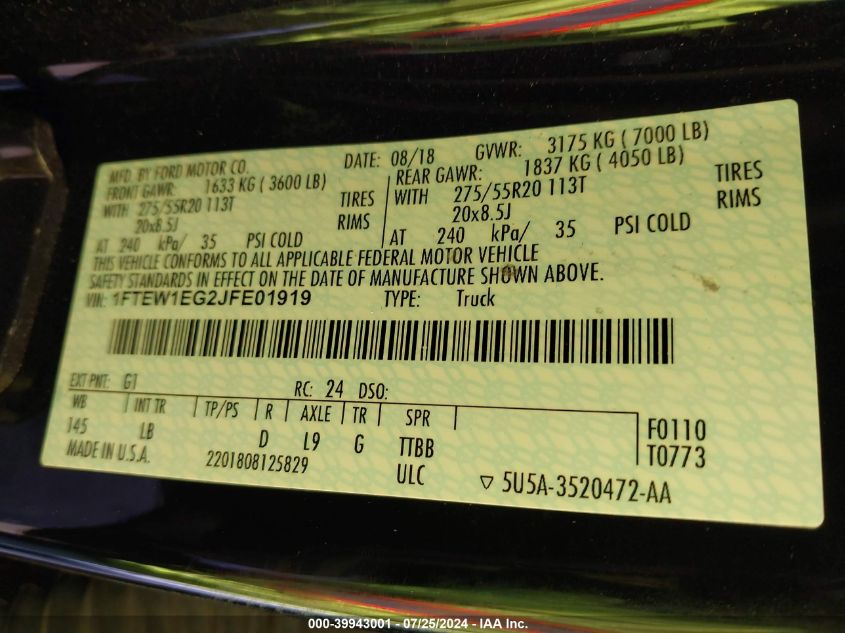 MFD. BY FORD MOTOR CO. DATE: 08/18 GVWR: 3175 KG ( 7000 LB)
FRONT GAWR: 1633 KG ( 3600 LB) REAR GAWR: 1837 KG ( 4050 LB)
WITH 275/55R20 113T TIRES WITH 275/55R20 113T TIRES
20x8.5J RIMS 20x8.5J RIMS
AT 240 kPa/ 35 PSI COLD AT 240 kPa/ 35 PSI COLD
THIS VEHICLE CONFORMS TO ALL APPLICABLE FEDERAL MOTOR VEHICLE
SAFETY STANDARDS IN EFFECT ON THE DATE OF MANUFACTURE SHOWN ABOVE.
VIN: 1FTEW1EG2JFE01919 TYPE: Truck
EXT PNT: G1 RC: 24 DSO:
WB INT TR TP/PS R AXLE TR SPR
145 LB D L9 G TTBB F0110
T0773
MADE IN U.S.A. 2201808125829 ULC ▽ 5U5A-3520472-AA
000-39943001 - 07/25/2024 - IAA Inc.